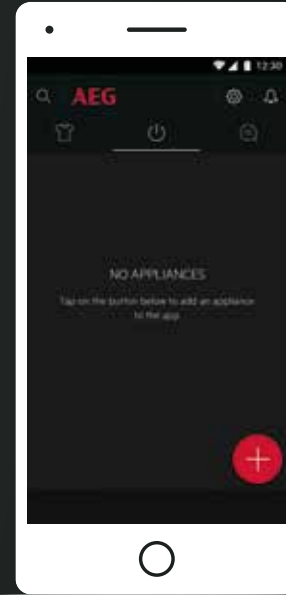 12:30
AEG
NO APPLIANCES
Tap on the button below to add an appliance
to the app